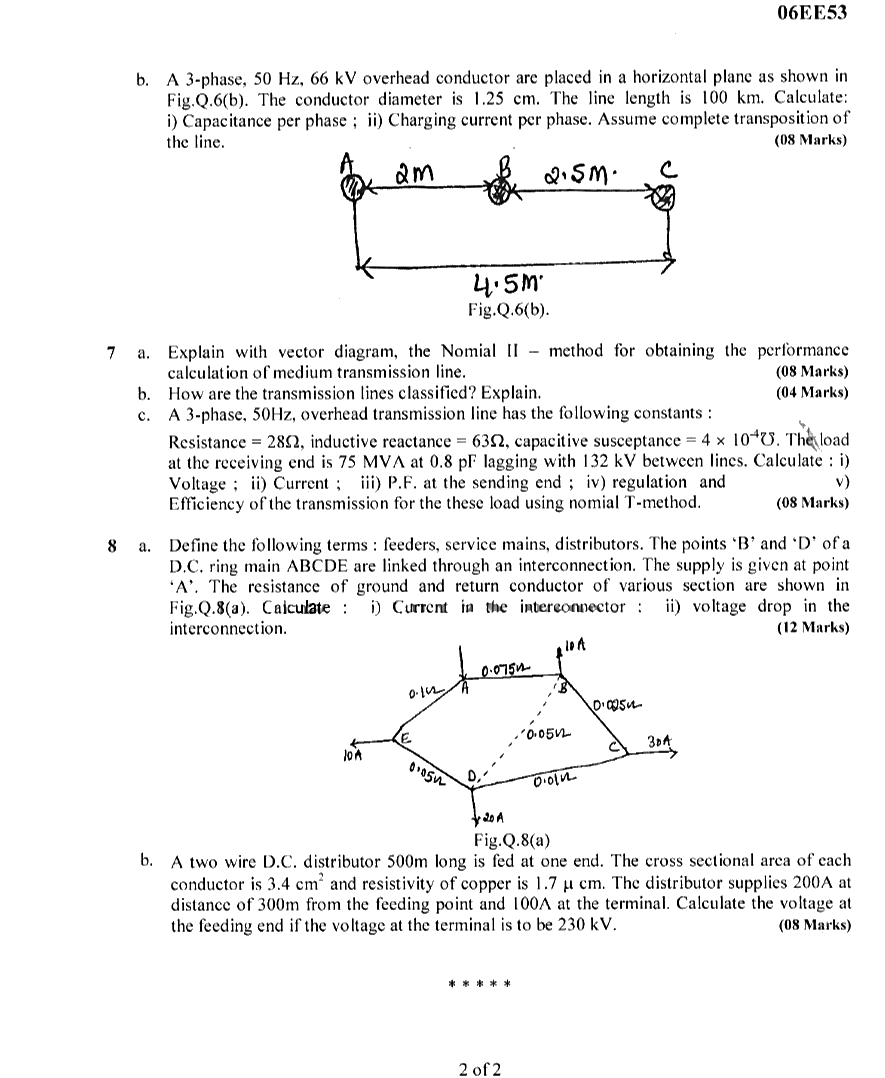 06EE53
b. A 3-phase, 50 Hz, 66 kV overhead conductor are placed in a horizontal plane as shown in
Fig.Q.6(b). The conductor diameter is 1.25 cm. The line length is 100 km. Calculate:
i) Capacitance per phase ; ii) Charging current per phase. Assume complete transposition of
the line. (08 Marks)
A 2M B 2.5M. C
4.5M
Fig.Q.6(b).
7 a. Explain with vector diagram, the Nomial II – method for obtaining the performance
calculation of medium transmission line. (08 Marks)
b. How are the transmission lines classified? Explain. (04 Marks)
c. A 3-phase, 50Hz, overhead transmission line has the following constants :
Resistance = 28Ω, inductive reactance = 63Ω, capacitive susceptance = 4 × 10⁻⁴℧. The load
at the receiving end is 75 MVA at 0.8 pF lagging with 132 kV between lines. Calculate : i)
Voltage ; ii) Current ; iii) P.F. at the sending end ; iv) regulation and v)
Efficiency of the transmission for the these load using nomial T-method. (08 Marks)
8 a. Define the following terms : feeders, service mains, distributors. The points 'B' and 'D' of a
D.C. ring main ABCDE are linked through an interconnection. The supply is given at point
'A'. The resistance of ground and return conductor of various section are shown in
Fig.Q.8(a). Calculate : i) Current in the interconnector : ii) voltage drop in the
interconnection. (12 Marks)
10A
0.075Ω
0.1Ω A B
0.025Ω
E 0.05Ω C 30A
10A
0.05Ω D 0.01Ω
20A
Fig.Q.8(a)
b. A two wire D.C. distributor 500m long is fed at one end. The cross sectional area of each
conductor is 3.4 cm² and resistivity of copper is 1.7 μ cm. The distributor supplies 200A at
distance of 300m from the feeding point and 100A at the terminal. Calculate the voltage at
the feeding end if the voltage at the terminal is to be 230 kV. (08 Marks)
* * * * *
2 of 2